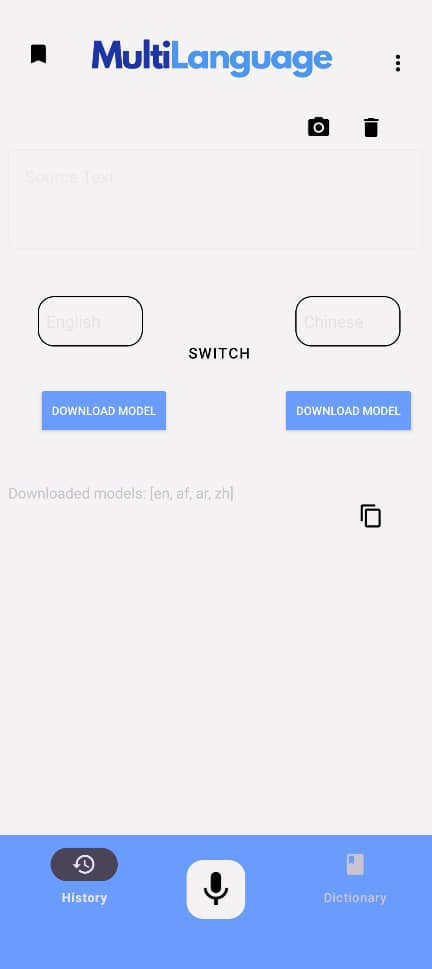 MultiLanguage
Source Text
English
Chinese
SWITCH
DOWNLOAD MODEL
DOWNLOAD MODEL
Downloaded models: [en, af, ar, zh]
History
Dictionary